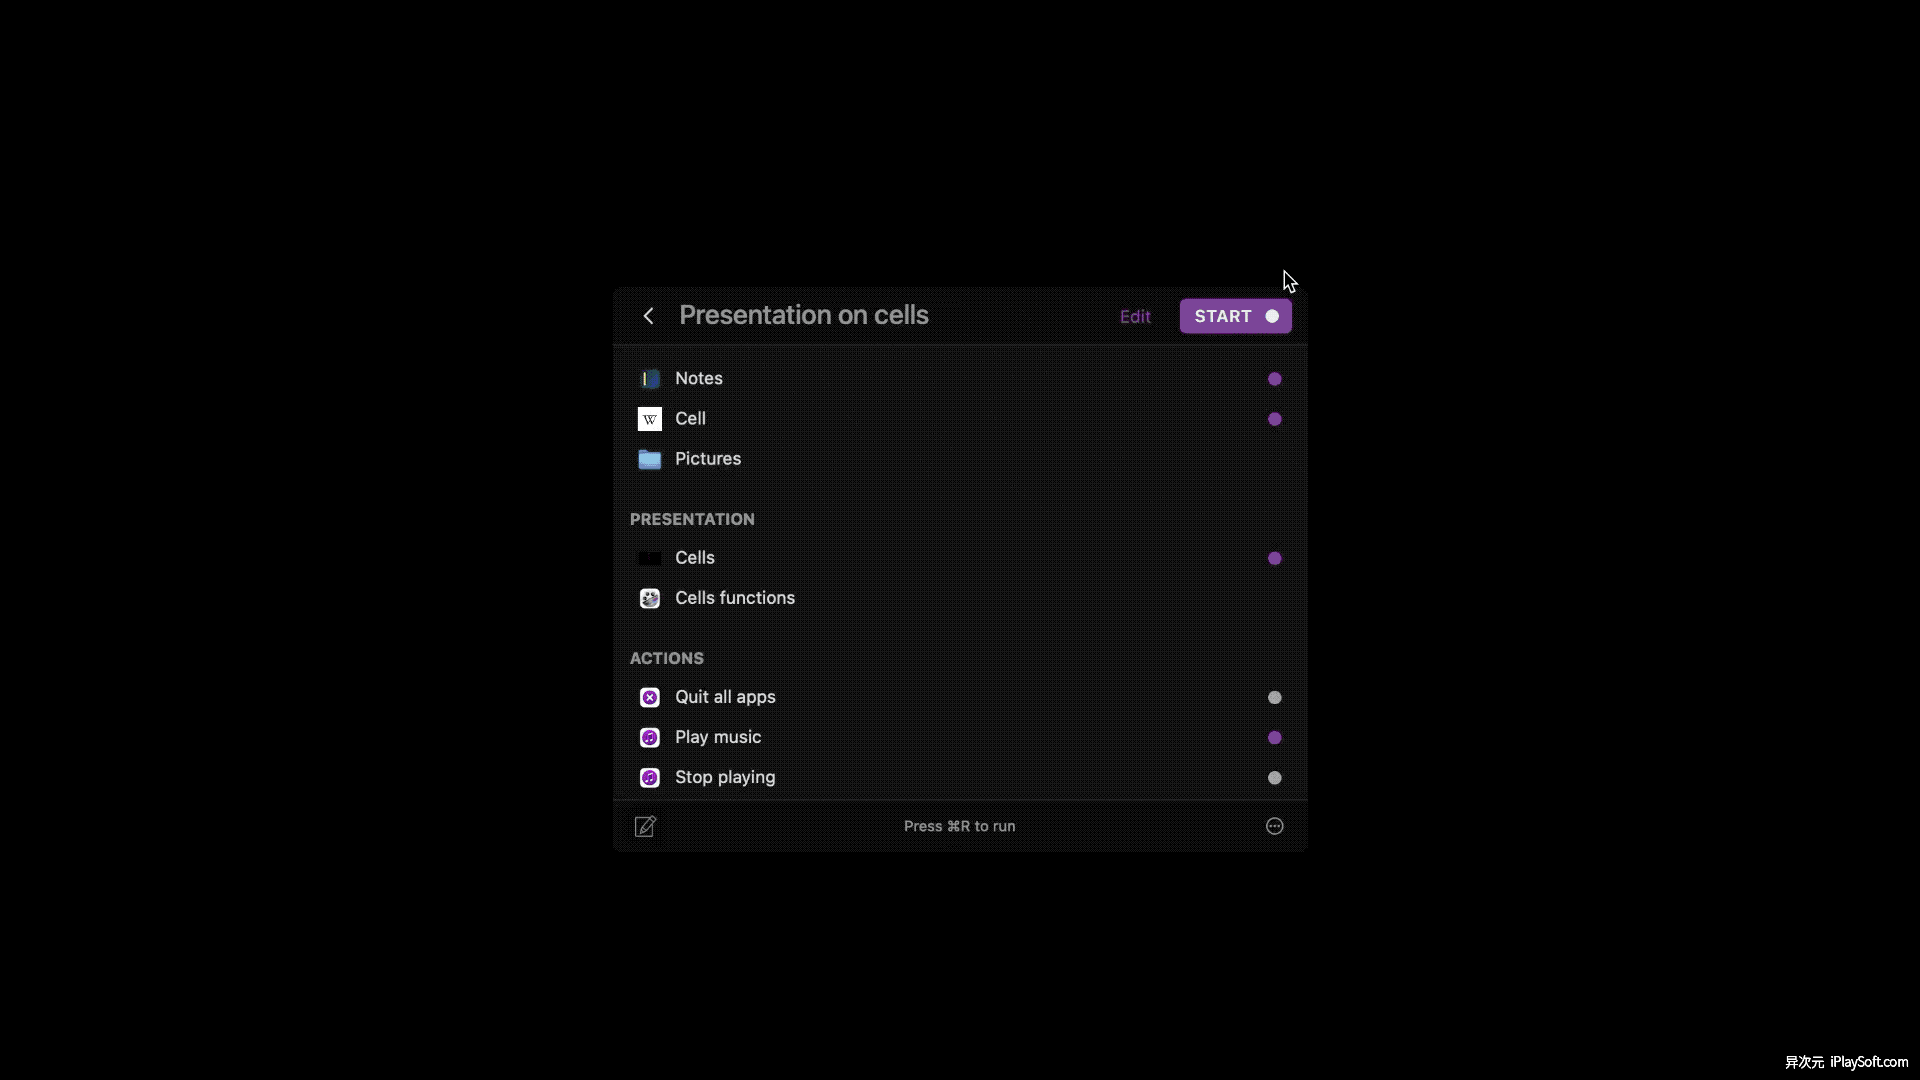 Presentation on cells
Edit
START
Notes
W
Cell
Pictures
PRESENTATION
Cells
Cells functions
ACTIONS
Quit all apps
Play music
Stop playing
Press ⌘R to run
异次元 iPlaySoft.com